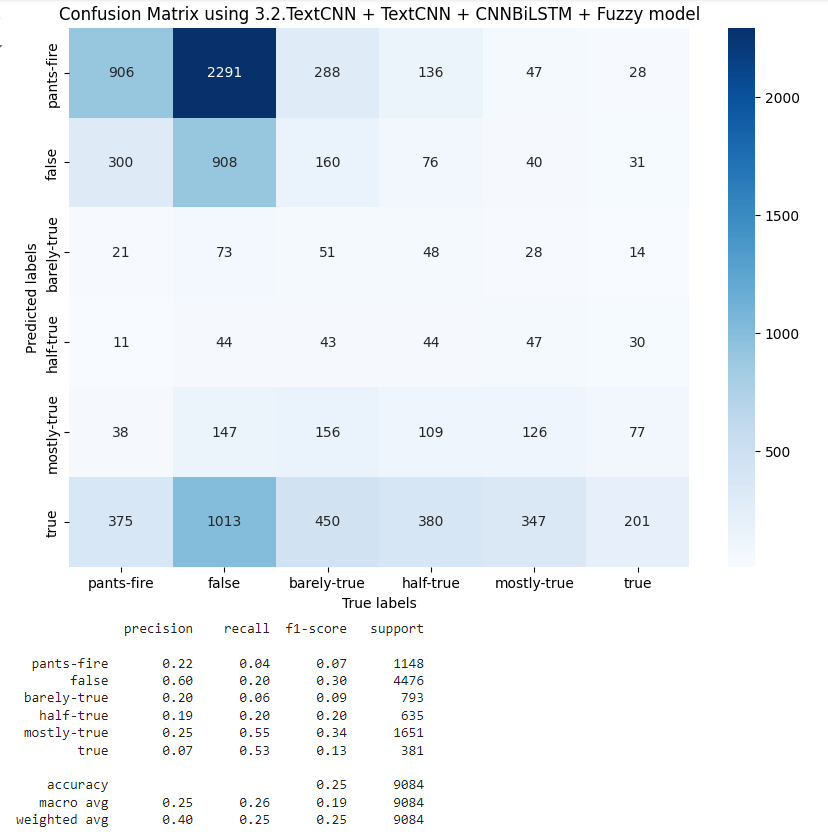 Confusion Matrix using 3.2.TextCNN + TextCNN + CNNBiLSTM + Fuzzy model
pants-fire 906 2291 288 136 47 28
false 300 908 160 76 40 31
barely-true 21 73 51 48 28 14
half-true 11 44 43 44 47 30
mostly-true 38 147 156 109 126 77
true 375 1013 450 380 347 201
Predicted labels
pants-fire false barely-true half-true mostly-true true
True labels
2000
1500
1000
500
precision recall f1-score support
pants-fire 0.22 0.04 0.07 1148
false 0.60 0.20 0.30 4476
barely-true 0.20 0.06 0.09 793
half-true 0.19 0.20 0.20 635
mostly-true 0.25 0.55 0.34 1651
true 0.07 0.53 0.13 381
accuracy 0.25 9084
macro avg 0.25 0.26 0.19 9084
weighted avg 0.40 0.25 0.25 9084